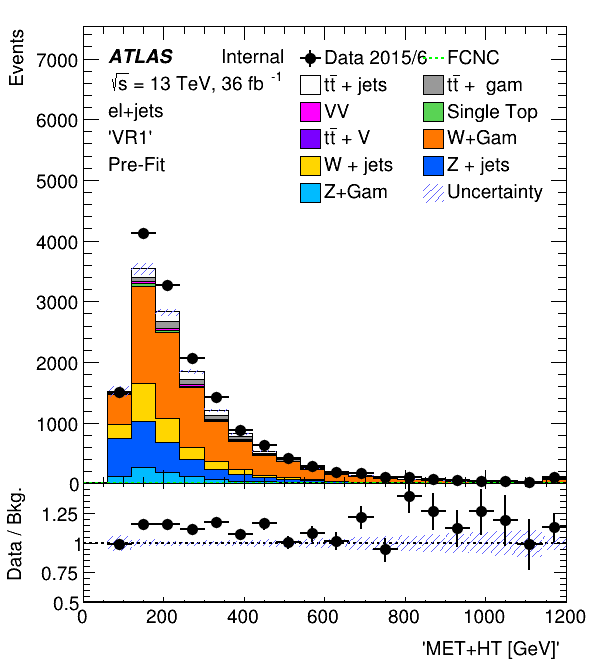 Events
7000
6000
5000
4000
3000
2000
1000
0
ATLAS Internal
√s = 13 TeV, 36 fb⁻¹
el+jets
'VR1'
Pre-Fit
Data 2015/6 FCNC
tt̄ + jets tt̄ + gam
VV Single Top
tt̄ + V W+Gam
W + jets Z + jets
Z+Gam Uncertainty
Data / Bkg.
1.25
1
0.75
0.5
0 200 400 600 800 1000 1200
'MET+HT [GeV]'